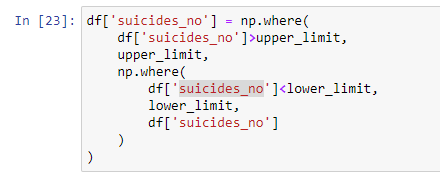 In [23]: df['suicides_no'] = np.where(
    df['suicides_no']>upper_limit,
    upper_limit,
    np.where(
        df['suicides_no']<lower_limit,
        lower_limit,
        df['suicides_no']
    )
)